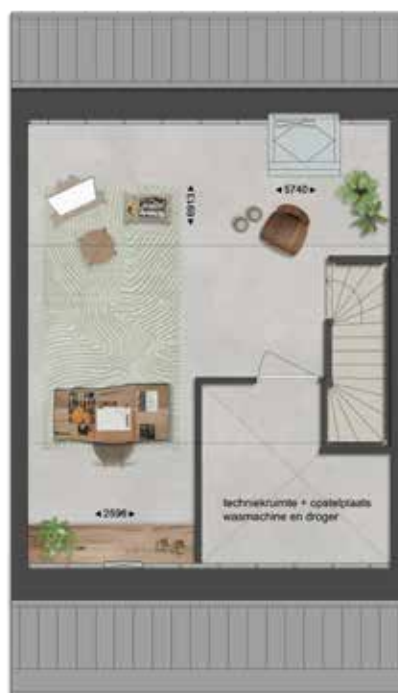 ◄5740►
◄6913►
◄2696►
techniekruimte + opstelplaats
wasmachine en droger